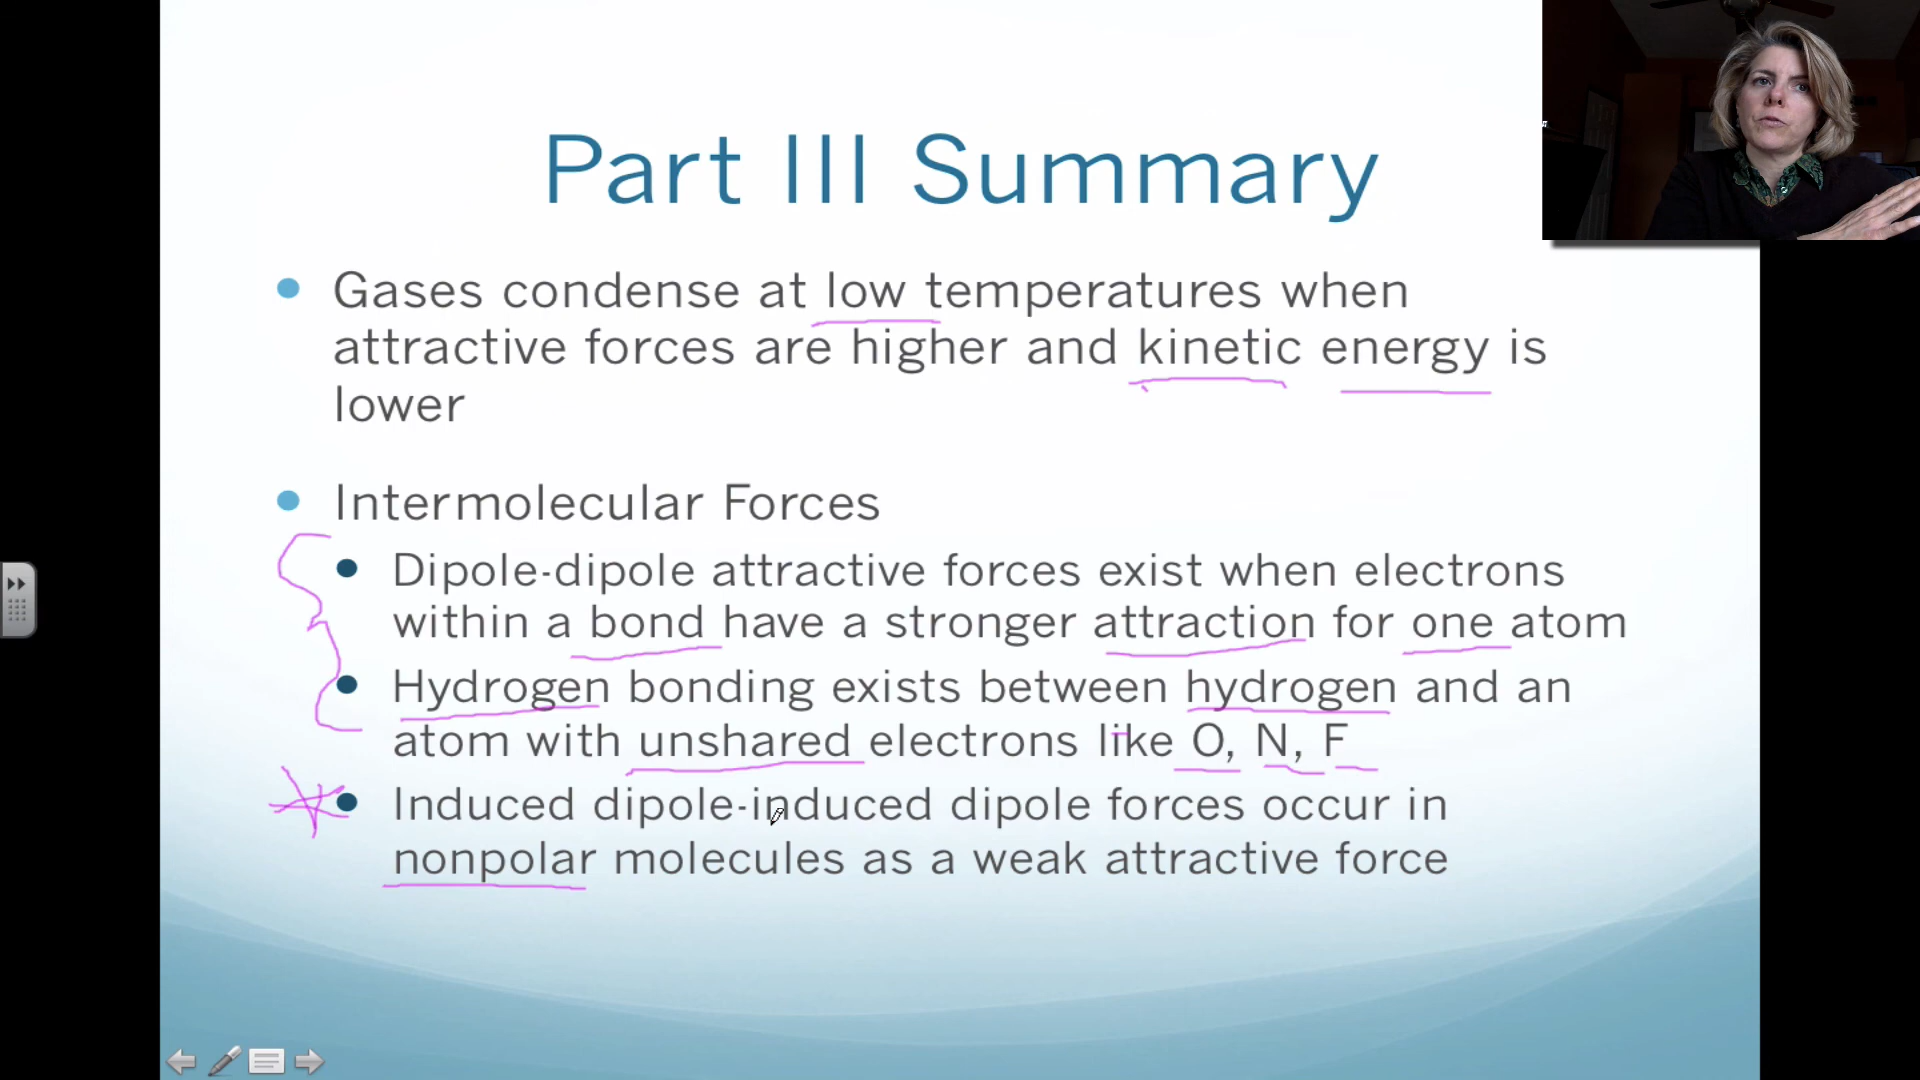 Part III Summary
Gases condense at low temperatures when
attractive forces are higher and kinetic energy is
lower
Intermolecular Forces
Dipole-dipole attractive forces exist when electrons
within a bond have a stronger attraction for one atom
Hydrogen bonding exists between hydrogen and an
atom with unshared electrons like O, N, F
Induced dipole-induced dipole forces occur in
nonpolar molecules as a weak attractive force